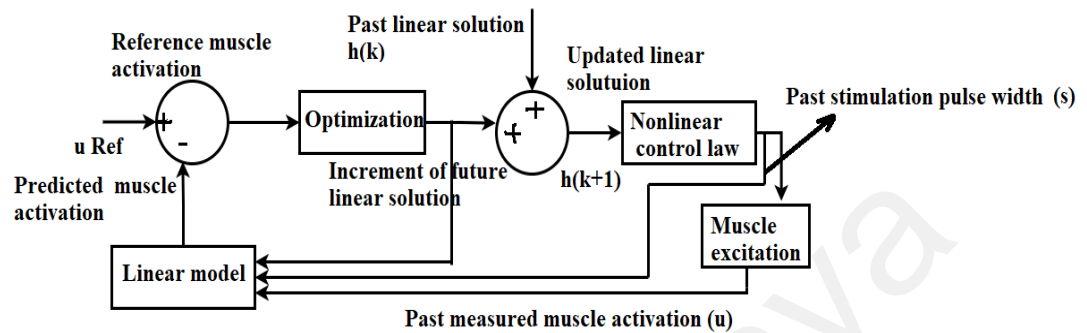 Past linear solution
h(k)
Reference muscle
activation
Updated linear
solutuion
Past stimulation pulse width (s)
+
-
Optimization
+
+
Nonlinear
control law
u Ref
Predicted muscle
activation
Increment of future
linear solution
h(k+1)
Muscle
excitation
Linear model
Past measured muscle activation (u)